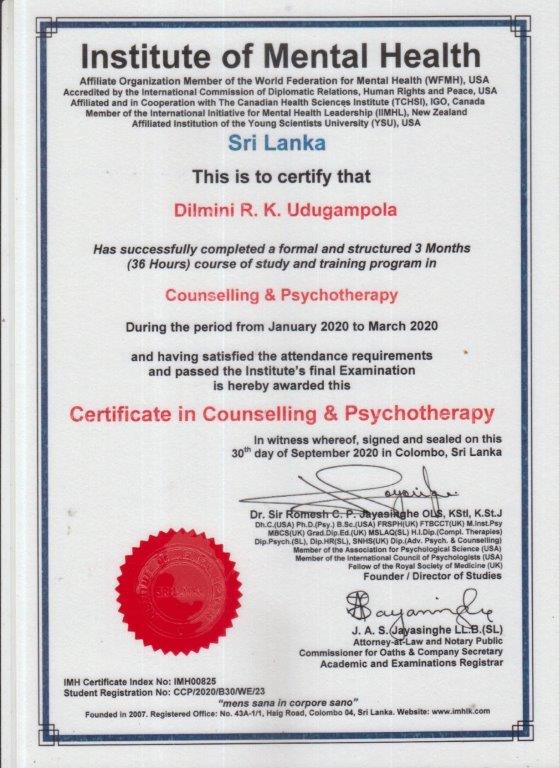 Institute of Mental Health
Affiliate Organization Member of the World Federation for Mental Health (WFMH), USA
Accredited by the International Commission of Diplomatic Relations, Human Rights and Peace, USA
Affiliated and in Cooperation with The Canadian Health Sciences Institute (TCHSI), IGO, Canada
Member of the International Initiative for Mental Health Leadership (IIMHL), New Zealand
Affiliated Institution of the Young Scientists University (YSU), USA
Sri Lanka
This is to certify that
Dilmini R. K. Udugampola
Has successfully completed a formal and structured 3 Months
(36 Hours) course of study and training program in
Counselling & Psychotherapy
During the period from January 2020 to March 2020
and having satisfied the attendance requirements
and passed the Institute's final Examination
is hereby awarded this
Certificate in Counselling & Psychotherapy
In witness whereof, signed and sealed on this
30th day of September 2020 in Colombo, Sri Lanka
Dr. Sir Romesh C. P. Jayasinghe OLS, KStI, K.St.J
Dh.C.(USA) Ph.D.(Psy.) B.Sc.(USA) FRSPH(UK) FTBCCT(UK) M.Inst.Psy
MBCS(UK) Grad.Dip.Ed.(UK) MSLAQ(SL) H.I.Dip.(Compl. Therapies)
Dip.Psych.(SL), Dip.HR(SL), SNHS(UK) Dip.(Adv. Psych. & Counselling)
Member of the Association for Psychological Science (USA)
Member of the International Council of Psychologists (USA)
Fellow of the Royal Society of Medicine (UK)
Founder / Director of Studies
SRI LANKA
J. A. S. Jayasinghe LL.B.(SL)
Attorney-at-Law and Notary Public
Commissioner for Oaths & Company Secretary
Academic and Examinations Registrar
IMH Certificate Index No: IMH00825
Student Registration No: CCP/2020/B30/WE/23
"mens sana in corpore sano"
Founded in 2007. Registered Office: No. 43A-1/1, Haig Road, Colombo 04, Sri Lanka. Website: www.imhlk.com